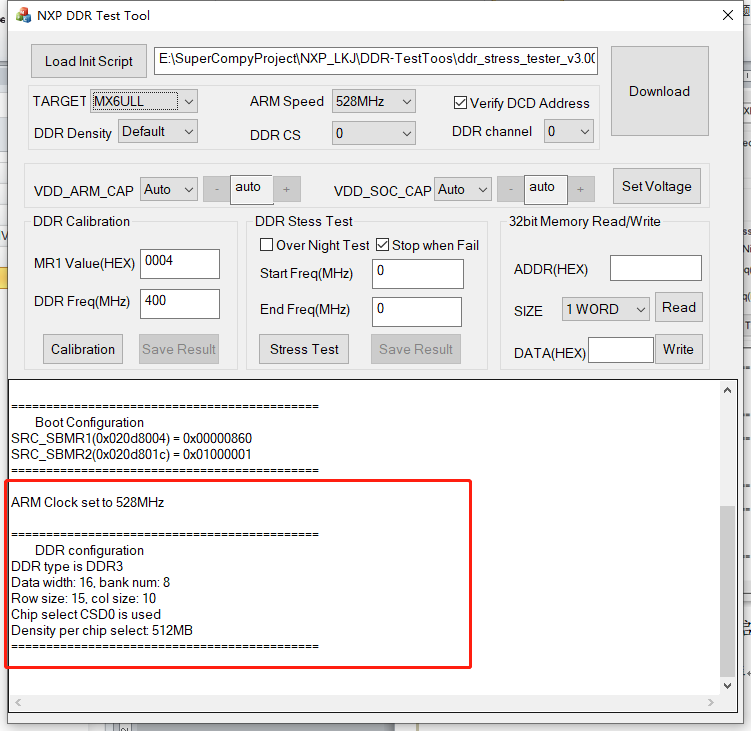 NXP DDR Test Tool
Load Init Script
E:\SuperCompyProject\NXP_LKJ\DDR-TestToos\ddr_stress_tester_v3.00
Download
TARGET MX6ULL
ARM Speed 528MHz
Verify DCD Address
DDR Density Default
DDR CS 0
DDR channel 0
VDD_ARM_CAP Auto - auto +
VDD_SOC_CAP Auto - auto +
Set Voltage
DDR Calibration
MR1 Value(HEX) 0004
DDR Freq(MHz) 400
Calibration
Save Result
DDR Stess Test
Over Night Test
Stop when Fail
Start Freq(MHz) 0
End Freq(MHz) 0
Stress Test
Save Result
32bit Memory Read/Write
ADDR(HEX)
SIZE 1 WORD Read
DATA(HEX) Write
============================================
Boot Configuration
SRC_SBMR1(0x020d8004) = 0x00000860
SRC_SBMR2(0x020d801c) = 0x01000001
============================================
ARM Clock set to 528MHz
============================================
DDR configuration
DDR type is DDR3
Data width: 16, bank num: 8
Row size: 15, col size: 10
Chip select CSD0 is used
Density per chip select: 512MB
============================================